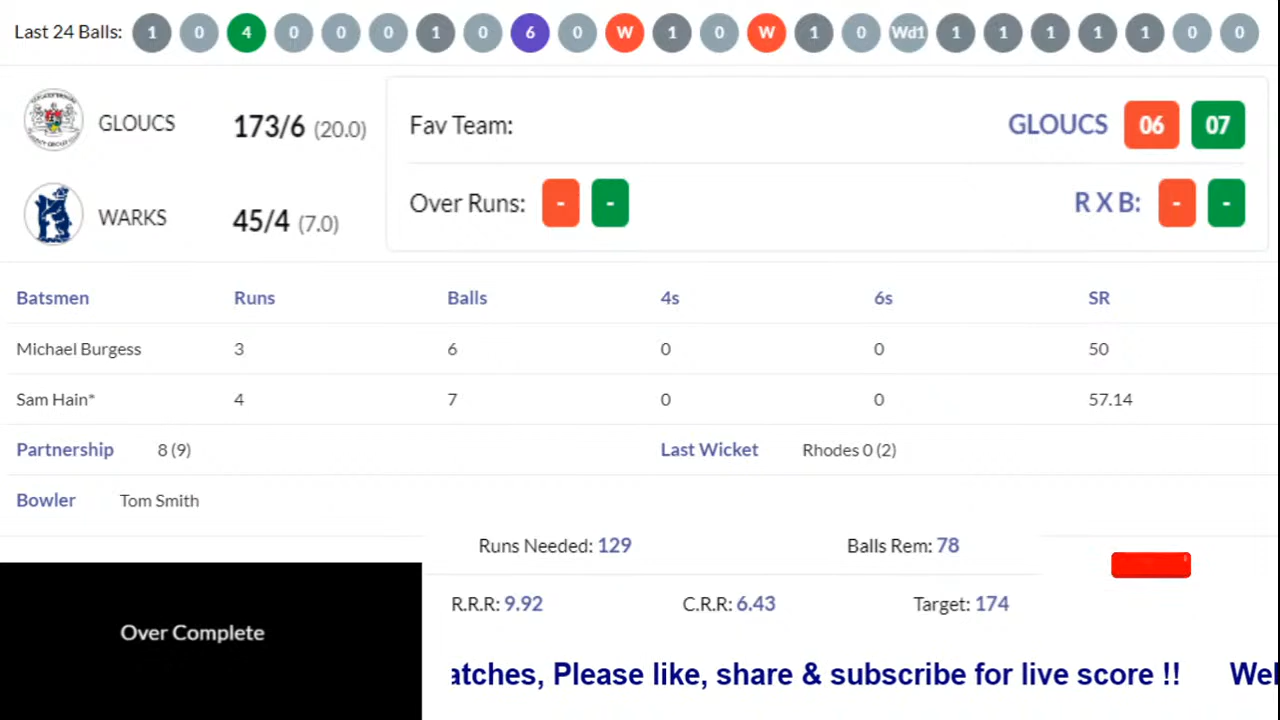 Last 24 Balls: 1 0 4 0 0 0 1 0 6 0 W 1 0 W 1 0 Wd1 1 1 1 1 1 0 0
GLOUCS 173/6 (20.0)
Fav Team: GLOUCS 06 07
WARKS 45/4 (7.0)
Over Runs: - - R X B: - -
Batsmen Runs Balls 4s 6s SR
Michael Burgess 3 6 0 0 50
Sam Hain* 4 7 0 0 57.14
Partnership 8 (9) Last Wicket Rhodes 0 (2)
Bowler Tom Smith
Runs Needed: 129 Balls Rem: 78
R.R.R: 9.92 C.R.R: 6.43 Target: 174
Over Complete
atches, Please like, share & subscribe for live score !! Wel